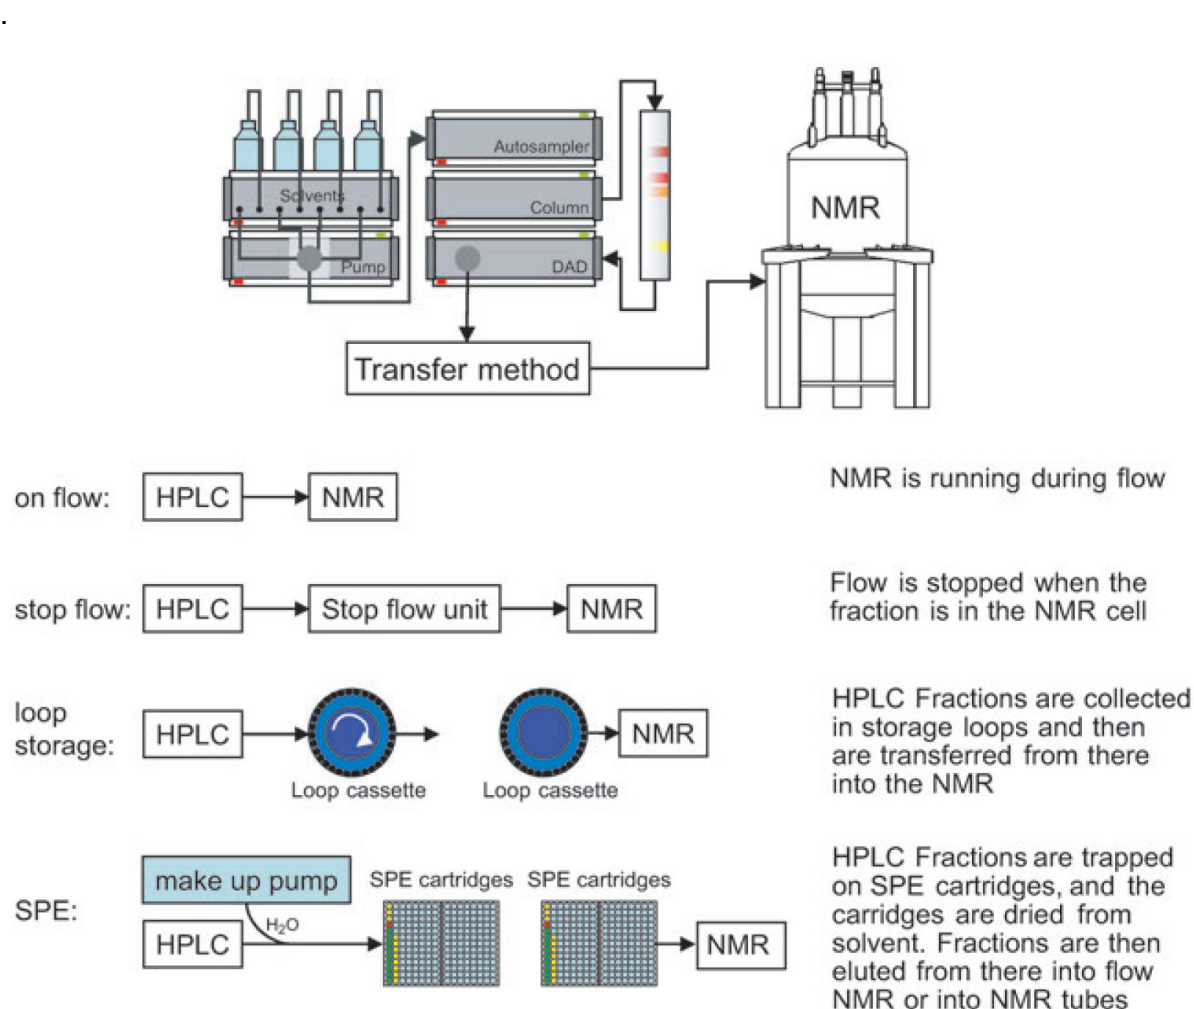 .
Solvents
Pump
Autosampler
Column
DAD
Transfer method
NMR
on flow:
HPLC
NMR
NMR is running during flow
stop flow:
HPLC
Stop flow unit
NMR
Flow is stopped when the
fraction is in the NMR cell
loop
storage:
HPLC
Loop cassette
Loop cassette
NMR
HPLC Fractions are collected
in storage loops and then
are transferred from there
into the NMR
SPE:
make up pump
H₂O
HPLC
SPE cartridges
SPE cartridges
NMR
HPLC Fractions are trapped
on SPE cartridges, and the
carridges are dried from
solvent. Fractions are then
eluted from there into flow
NMR or into NMR tubes